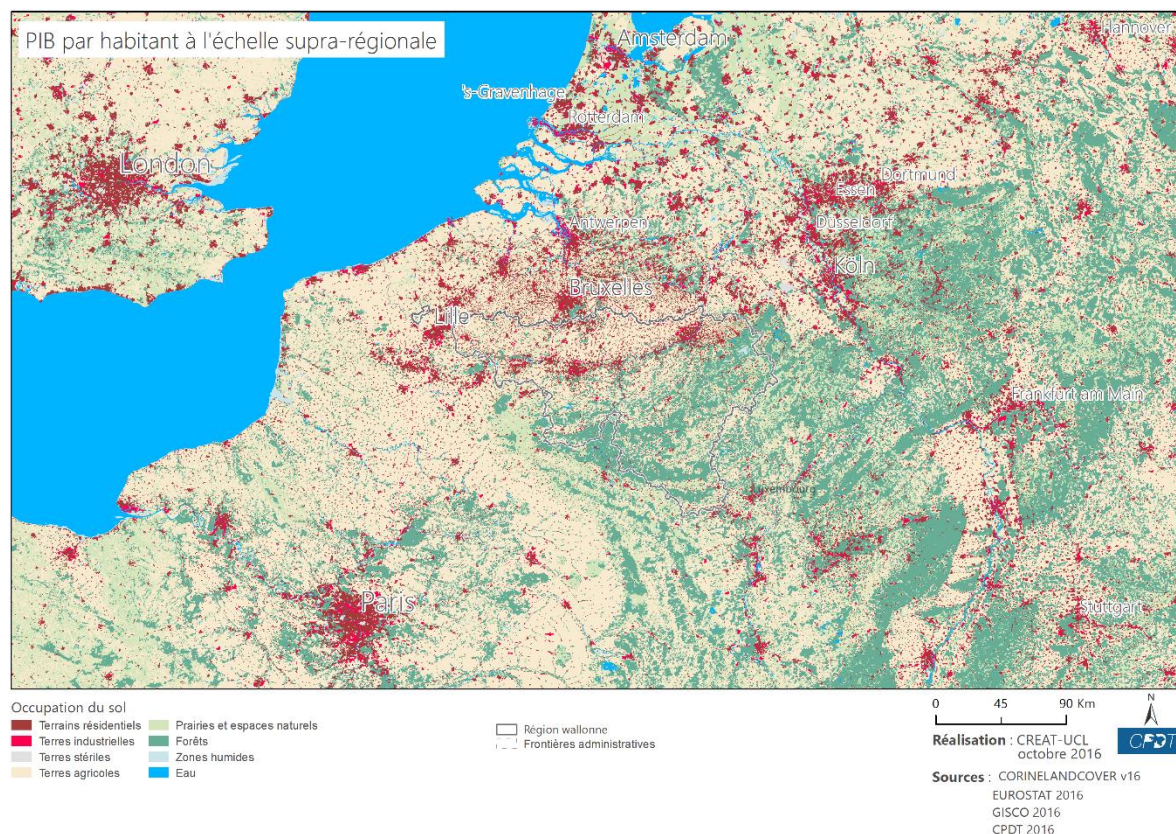 PIB par habitant à l'échelle supra-régionale
Amsterdam
Hannover
's-Gravenhage
Rotterdam
London
Dortmund
Essen
Antwerpen
Düsseldorf
Köln
Bruxelles
Lille
Frankfurt am Main
Luxembourg
Paris
Stuttgart
Occupation du sol
Terrains résidentiels
Terres industrielles
Terres stériles
Terres agricoles
Prairies et espaces naturels
Forêts
Zones humides
Eau
Région wallonne
Frontières administratives
0 45 90 Km
N
Réalisation : CREAT-UCL
octobre 2016
CPDT
Sources : CORINELANDCOVER v16
EUROSTAT 2016
GISCO 2016
CPDT 2016